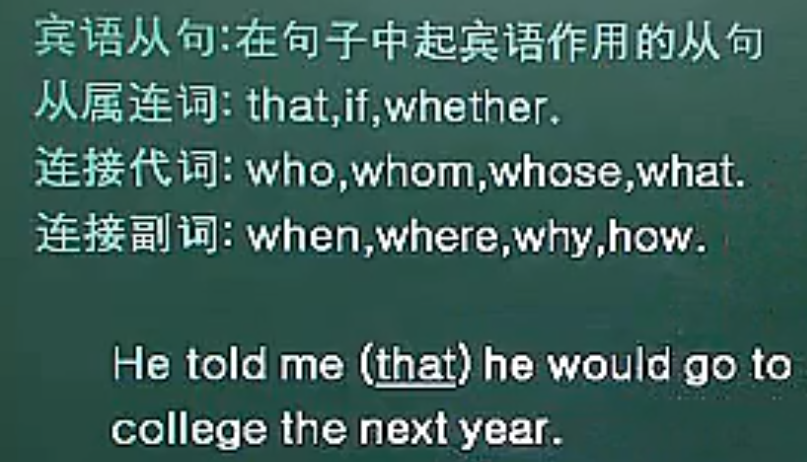 宾语从句:在句子中起宾语作用的从句
从属连词: that,if,whether.
连接代词: who,whom,whose,what.
连接副词: when,where,why,how.
He told me (that) he would go to
college the next year.